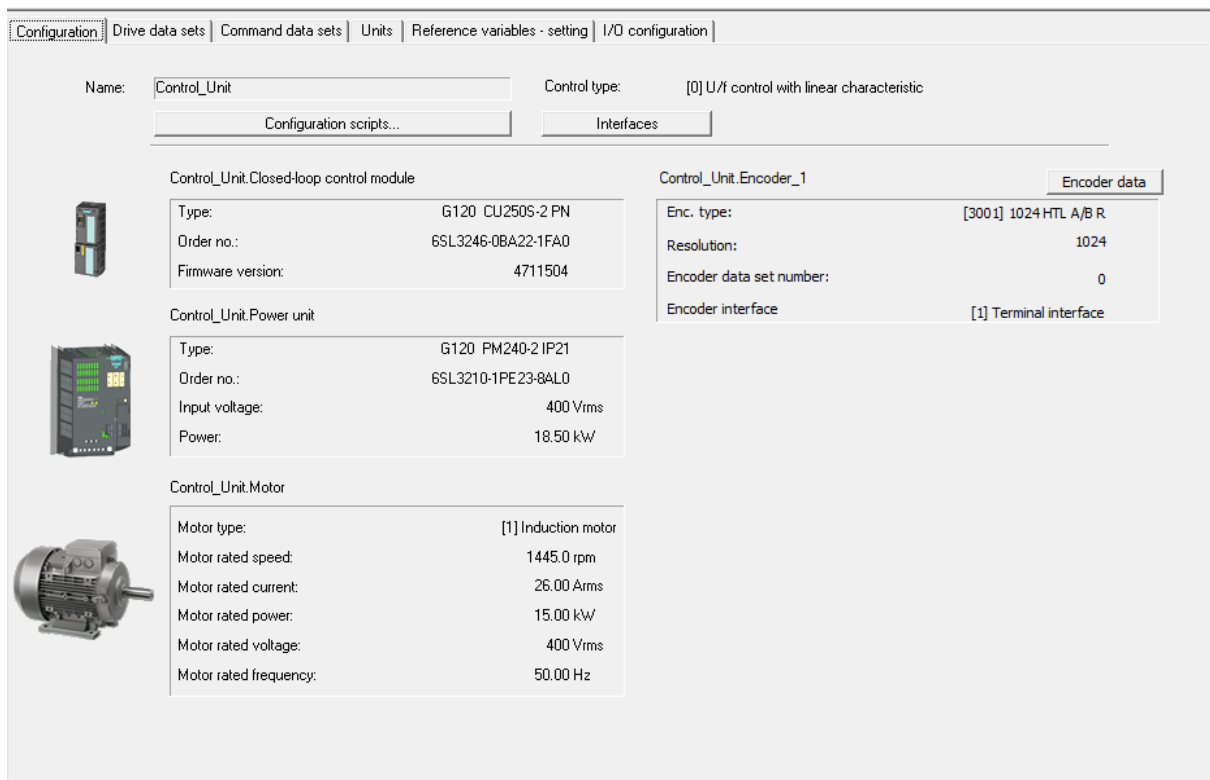 Configuration Drive data sets Command data sets Units Reference variables - setting I/O configuration
Name: Control_Unit Control type: [0] U/f control with linear characteristic
Configuration scripts... Interfaces
Control_Unit.Closed-loop control module
Type: G120 CU250S-2 PN
Order no.: 6SL3246-0BA22-1FA0
Firmware version: 4711504
Control_Unit.Encoder_1 Encoder data
Enc. type: [3001] 1024 HTL A/B R
Resolution: 1024
Encoder data set number: 0
Encoder interface [1] Terminal interface
Control_Unit.Power unit
Type: G120 PM240-2 IP21
Order no.: 6SL3210-1PE23-8AL0
Input voltage: 400 Vrms
Power: 18.50 kW
Control_Unit.Motor
Motor type: [1] Induction motor
Motor rated speed: 1445.0 rpm
Motor rated current: 26.00 Arms
Motor rated power: 15.00 kW
Motor rated voltage: 400 Vrms
Motor rated frequency: 50.00 Hz